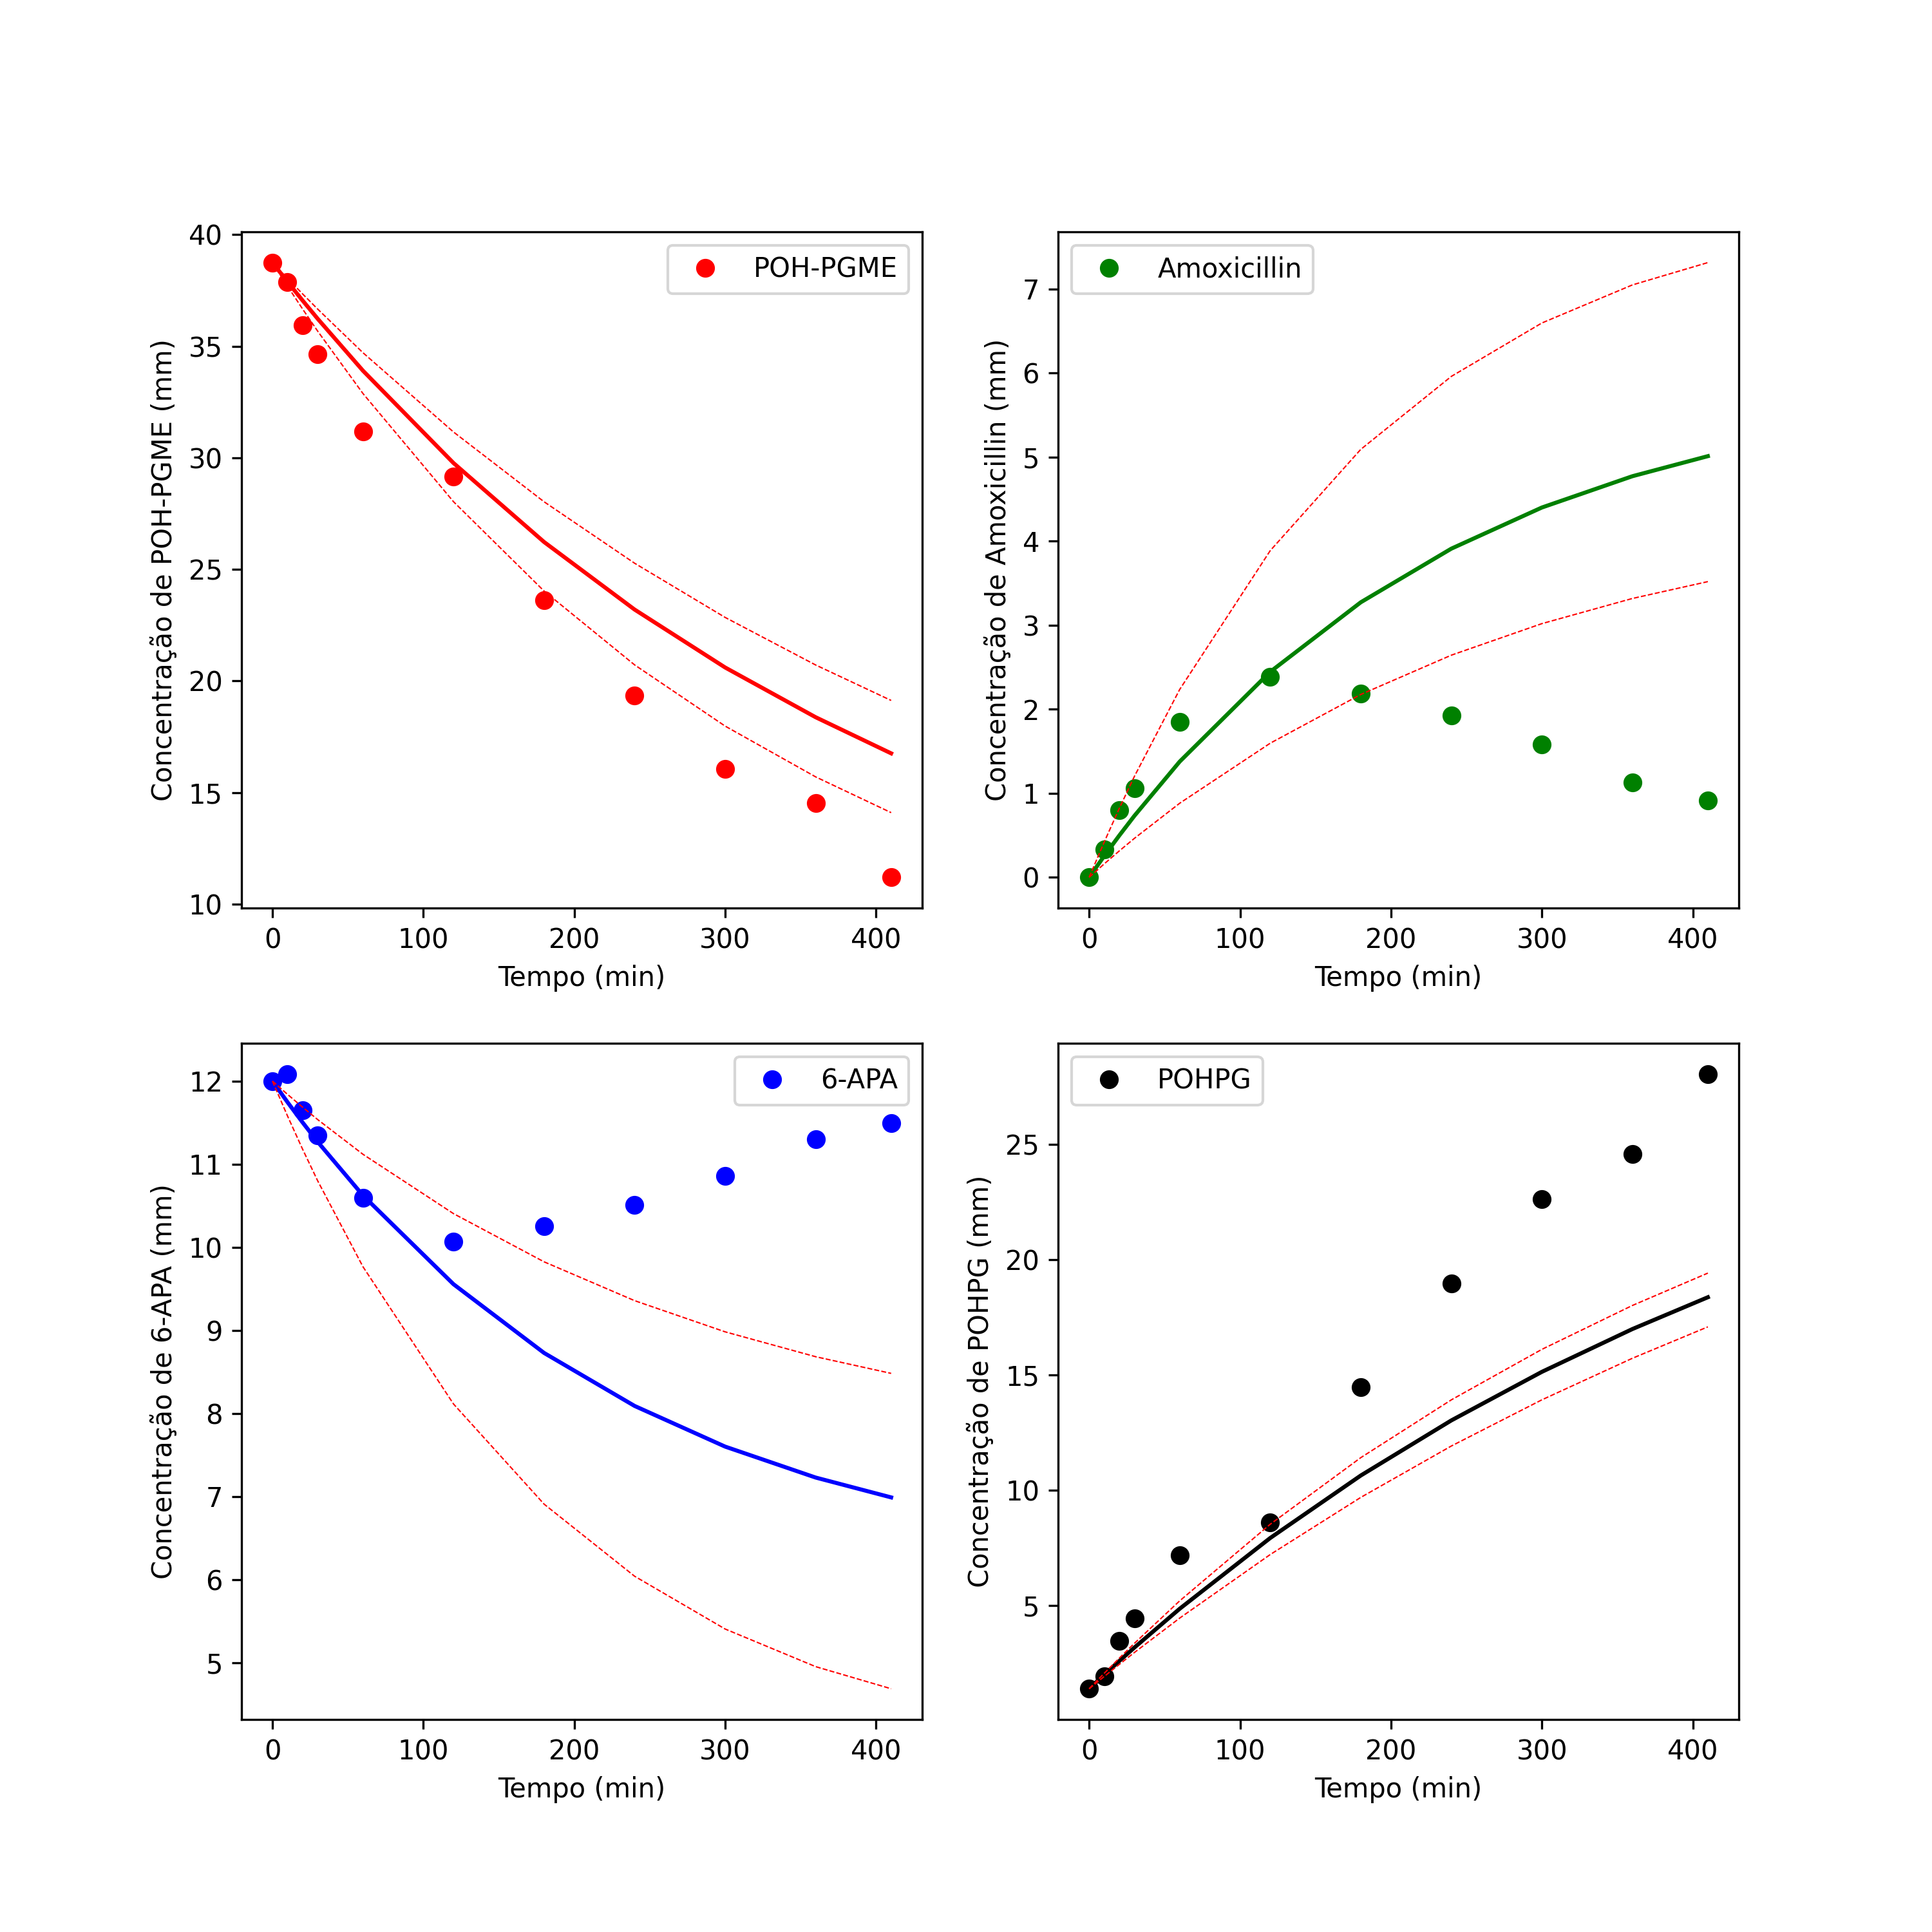 POH-PGME
40
35
30
25
20
15
10
Concentração de POH-PGME (mm)
0 100 200 300 400
Tempo (min)
Amoxicillin
7
6
5
4
3
2
1
0
Concentração de Amoxicillin (mm)
0 100 200 300 400
Tempo (min)
6-APA
12
11
10
9
8
7
6
5
Concentração de 6-APA (mm)
0 100 200 300 400
Tempo (min)
POHPG
25
20
15
10
5
Concentração de POHPG (mm)
0 100 200 300 400
Tempo (min)